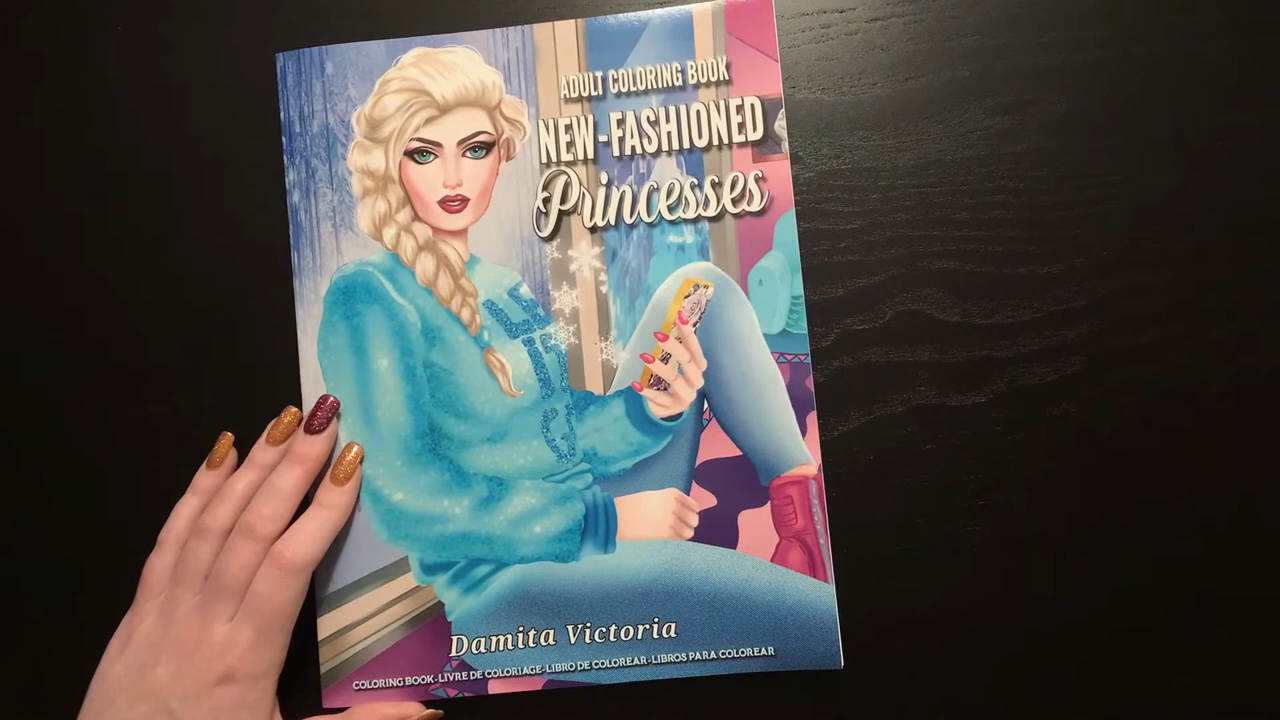 ADULT COLORING BOOK
NEW-FASHIONED
Princesses
Damita Victoria
COLORING BOOK-LIVRE DE COLORIAGE-LIBRO DE COLOREAR-LIBROS PARA COLOREAR